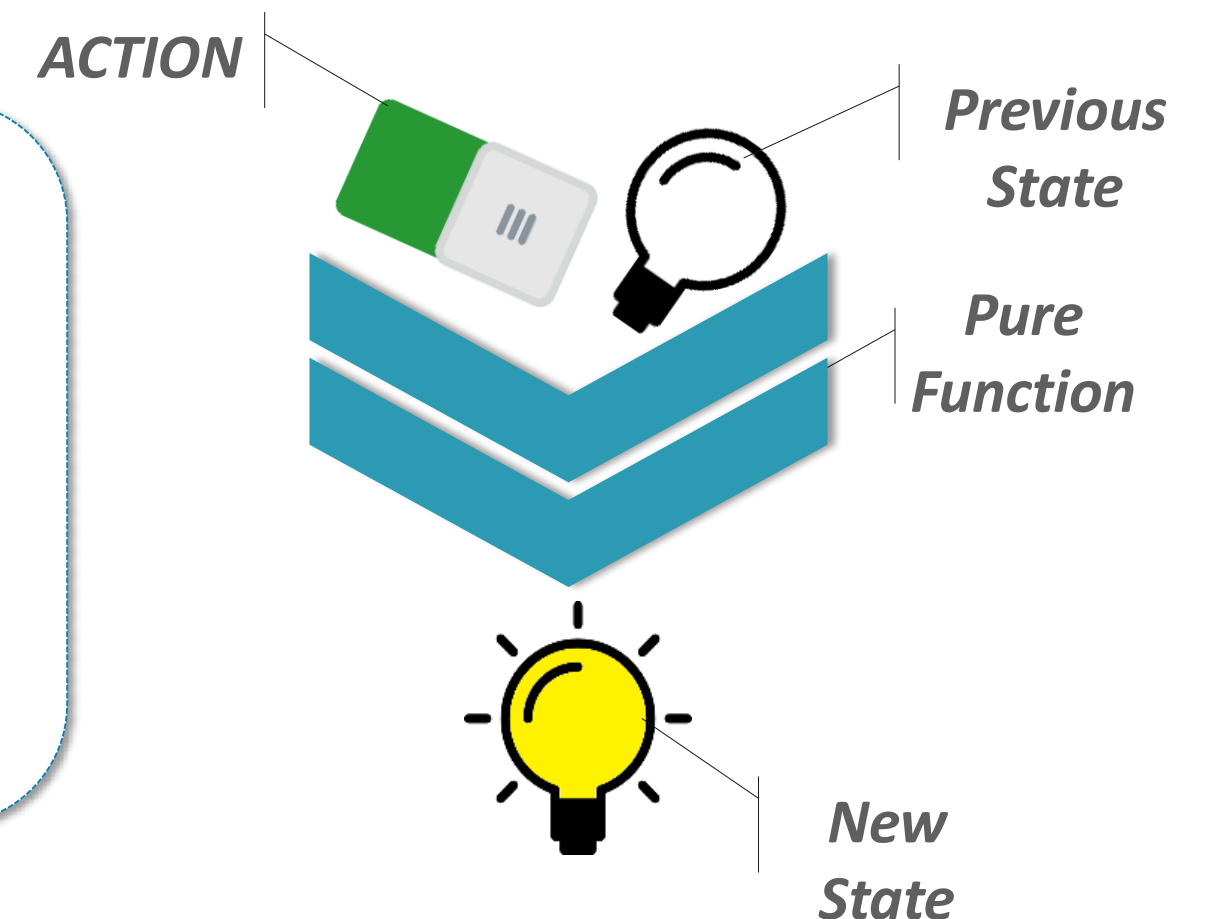 ACTION
Previous
State
Pure
Function
New
State